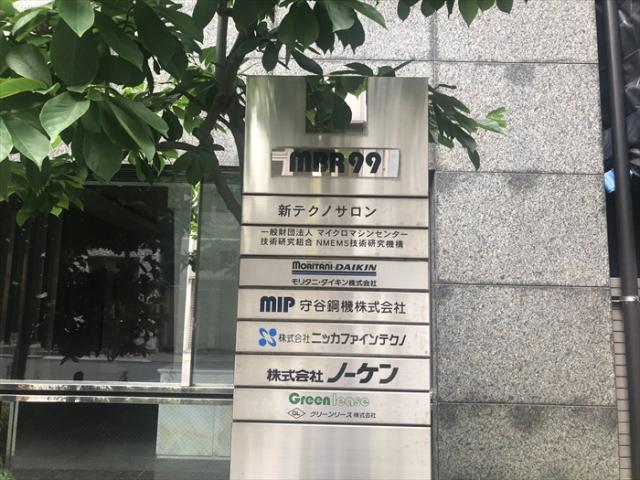 MBR99
新テクノサロン
一般財団法人 マイクロマシンセンター
技術研究組合 NMEMS技術研究機構
MORITANI-DAIKIN
モリタニ・ダイキン株式会社
MIP 守谷鋼機株式会社
株式会社 ニッカファインテクノ
株式会社 ノーケン
Green lease
GL グリーンリース株式会社